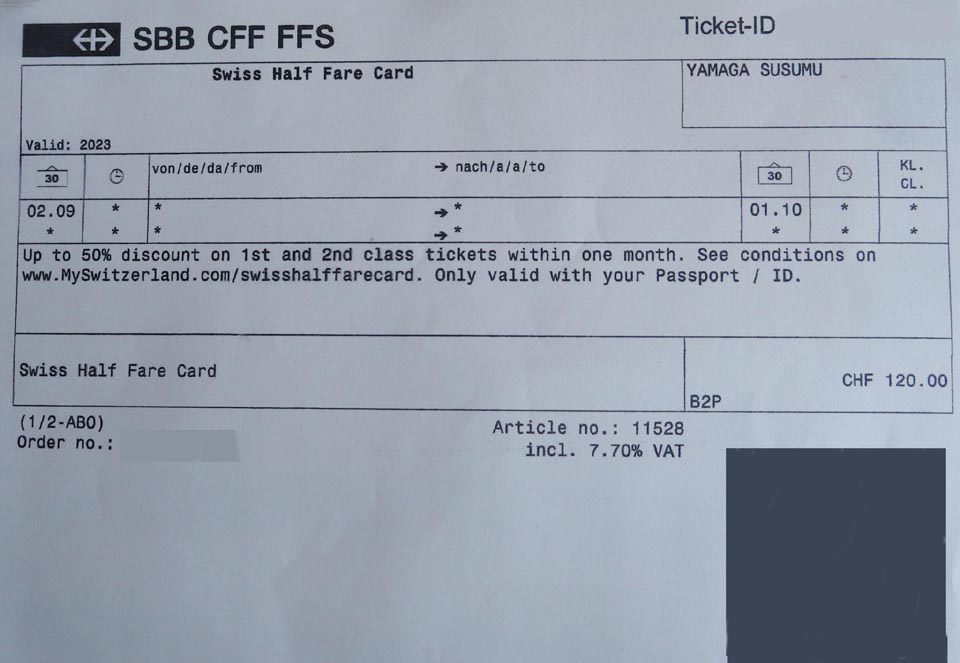 SBB CFF FFS
Ticket-ID
Swiss Half Fare Card
YAMAGA SUSUMU
Valid: 2023
30 von/de/da/from → nach/a/a/to 30 KL. CL.
02.09 * * → * 01.10 * *
* * * → * * * *
Up to 50% discount on 1st and 2nd class tickets within one month. See conditions on
www.MySwitzerland.com/swisshalffarecard. Only valid with your Passport / ID.
Swiss Half Fare Card
CHF 120.00
B2P
(1/2-ABO)
Article no.: 11528
Order no.:
incl. 7.70% VAT